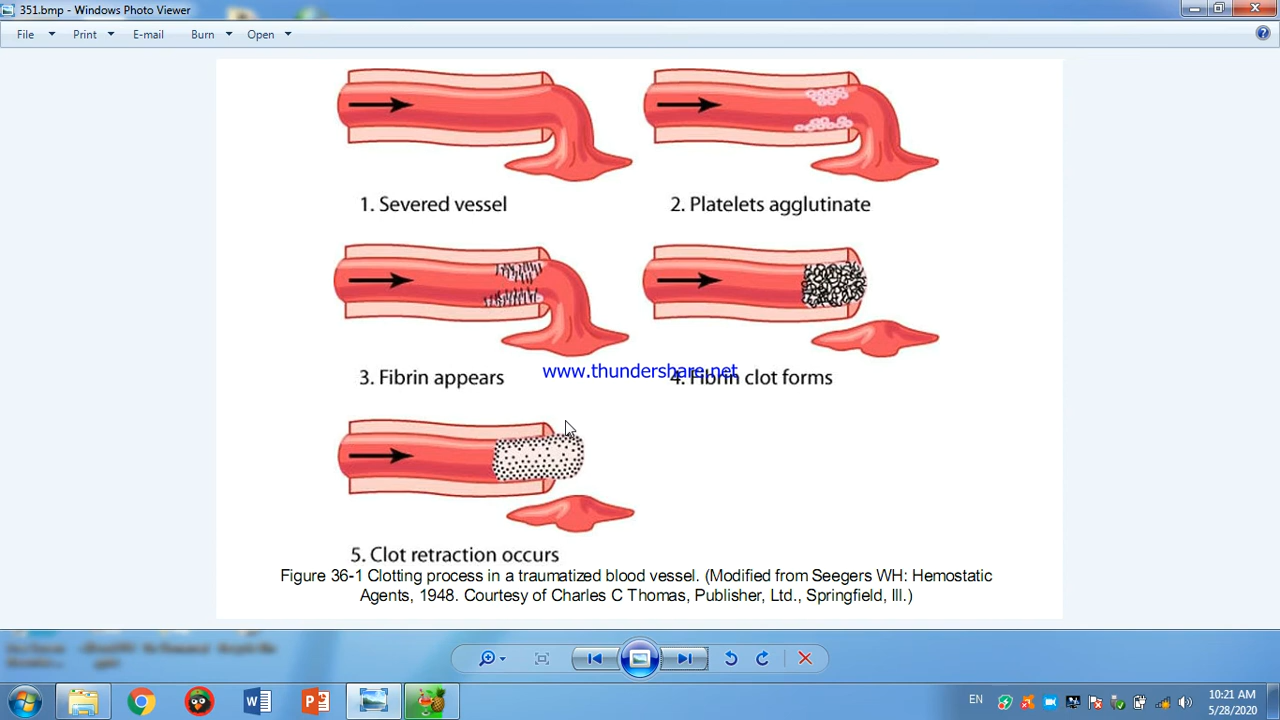 351.bmp - Windows Photo Viewer
File Print E-mail Burn Open
1. Severed vessel
2. Platelets agglutinate
3. Fibrin appears
www.thundershare.net
4. Fibrin clot forms
5. Clot retraction occurs
Figure 36-1 Clotting process in a traumatized blood vessel. (Modified from Seegers WH: Hemostatic
Agents, 1948. Courtesy of Charles C Thomas, Publisher, Ltd., Springfield, Ill.)
EN
10:21 AM
5/28/2020